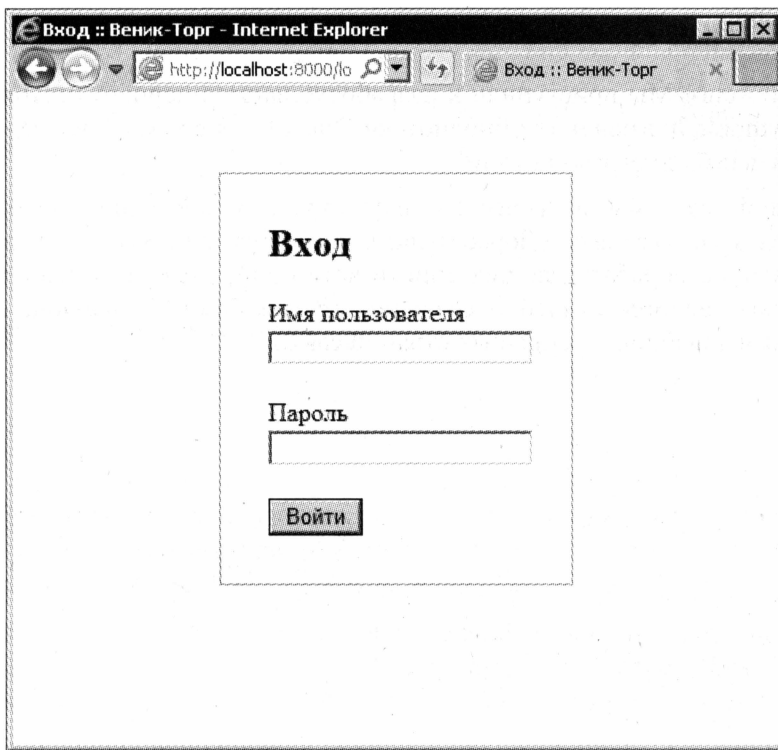 Вход :: Веник-Торг - Internet Explorer
http://localhost:8000/lo
Вход :: Веник-Торг
Вход
Имя пользователя
Пароль
Войти